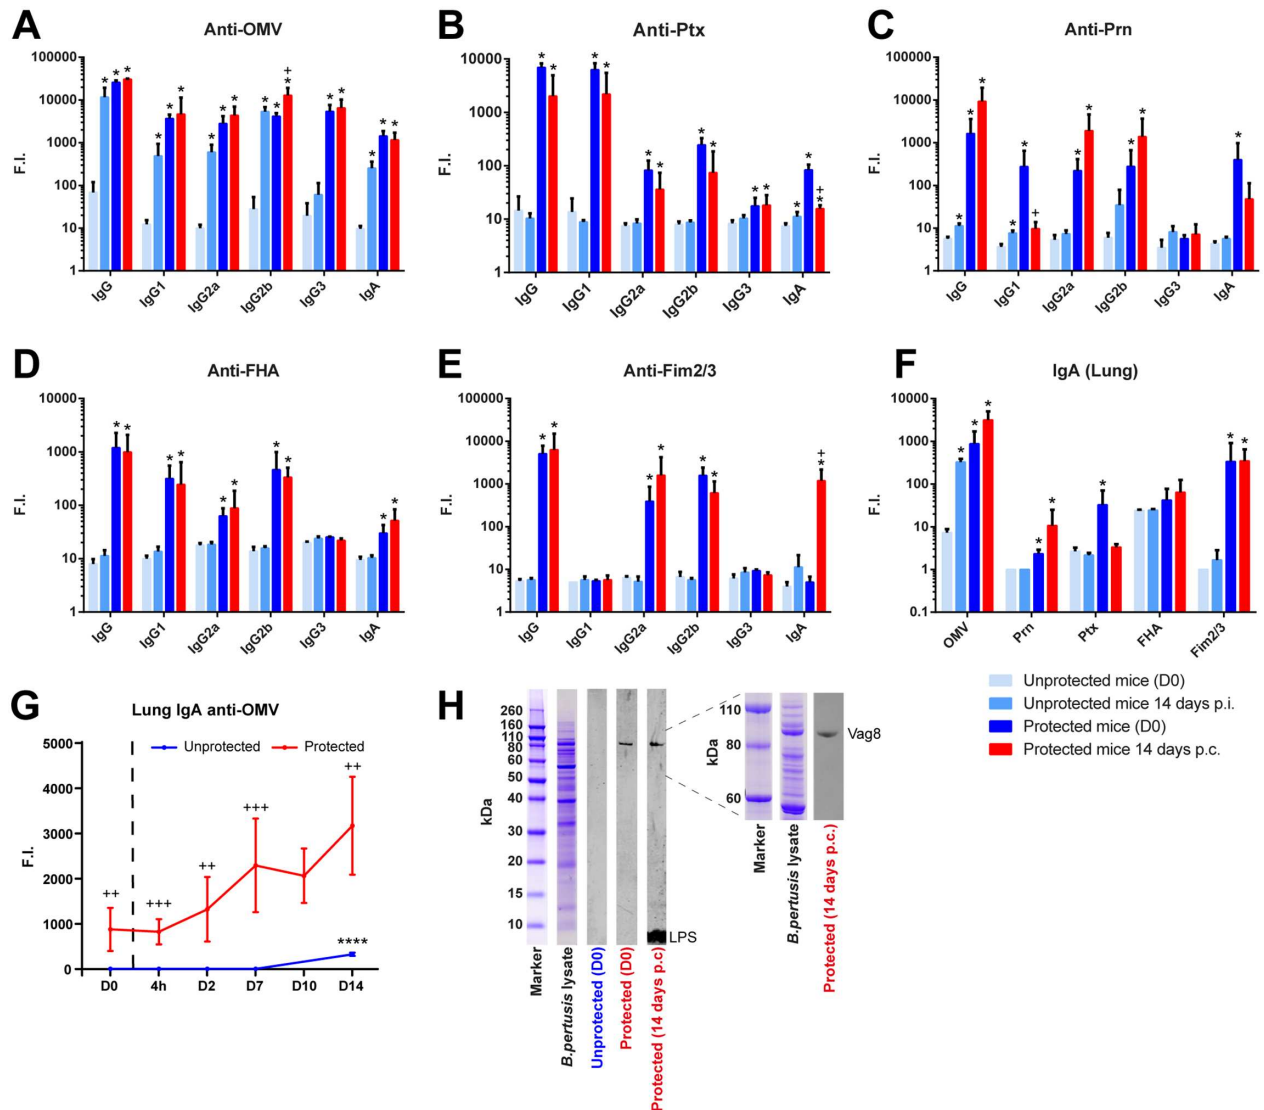 A
Anti-OMV
100000
10000
1000
100
10
1
F.I.
* * *
* * *
* * *
* * + *
* *
* * *
IgG IgG1 IgG2a IgG2b IgG3 IgA
B
Anti-Ptx
10000
1000
100
10
1
F.I.
* *
* *
* *
* *
* *
* * + *
IgG IgG1 IgG2a IgG2b IgG3 IgA
C
Anti-Prn
100000
10000
1000
100
10
1
F.I.
* * *
* * +
* *
* *
*
IgG IgG1 IgG2a IgG2b IgG3 IgA
D
Anti-FHA
10000
1000
100
10
1
F.I.
* *
* *
* *
* *
* *
IgG IgG1 IgG2a IgG2b IgG3 IgA
E
Anti-Fim2/3
100000
10000
1000
100
10
1
F.I.
* *
* *
* *
+ *
IgG IgG1 IgG2a IgG2b IgG3 IgA
F
IgA (Lung)
10000
1000
100
10
1
0.1
F.I.
* * *
* *
*
* *
OMV Prn Ptx FHA Fim2/3
Unprotected mice (D0)
Unprotected mice 14 days p.i.
Protected mice (D0)
Protected mice 14 days p.c.
G
Lung IgA anti-OMV
Unprotected Protected
5000
4000
3000
2000
1000
0
F.I.
++ +++ ++ +++ ++
****
D0 4h D2 D7 D10 D14
H
260
160
110
80
60
50
40
30
20
15
10
kDa
LPS
Marker
B.pertusis lysate
Unprotected (D0)
Protected (D0)
Protected (14 days p.c)
110
80
60
kDa
Vag8
Marker
B.pertusis lysate
Protected (14 days p.c.)